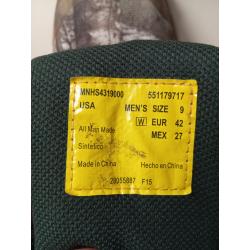 MNHS4319000 551179717
USA MEN'S SIZE 9
W EUR 42
All Man Made MEX 27
Sintetico
Made in China Hecho en China
28055887 F15